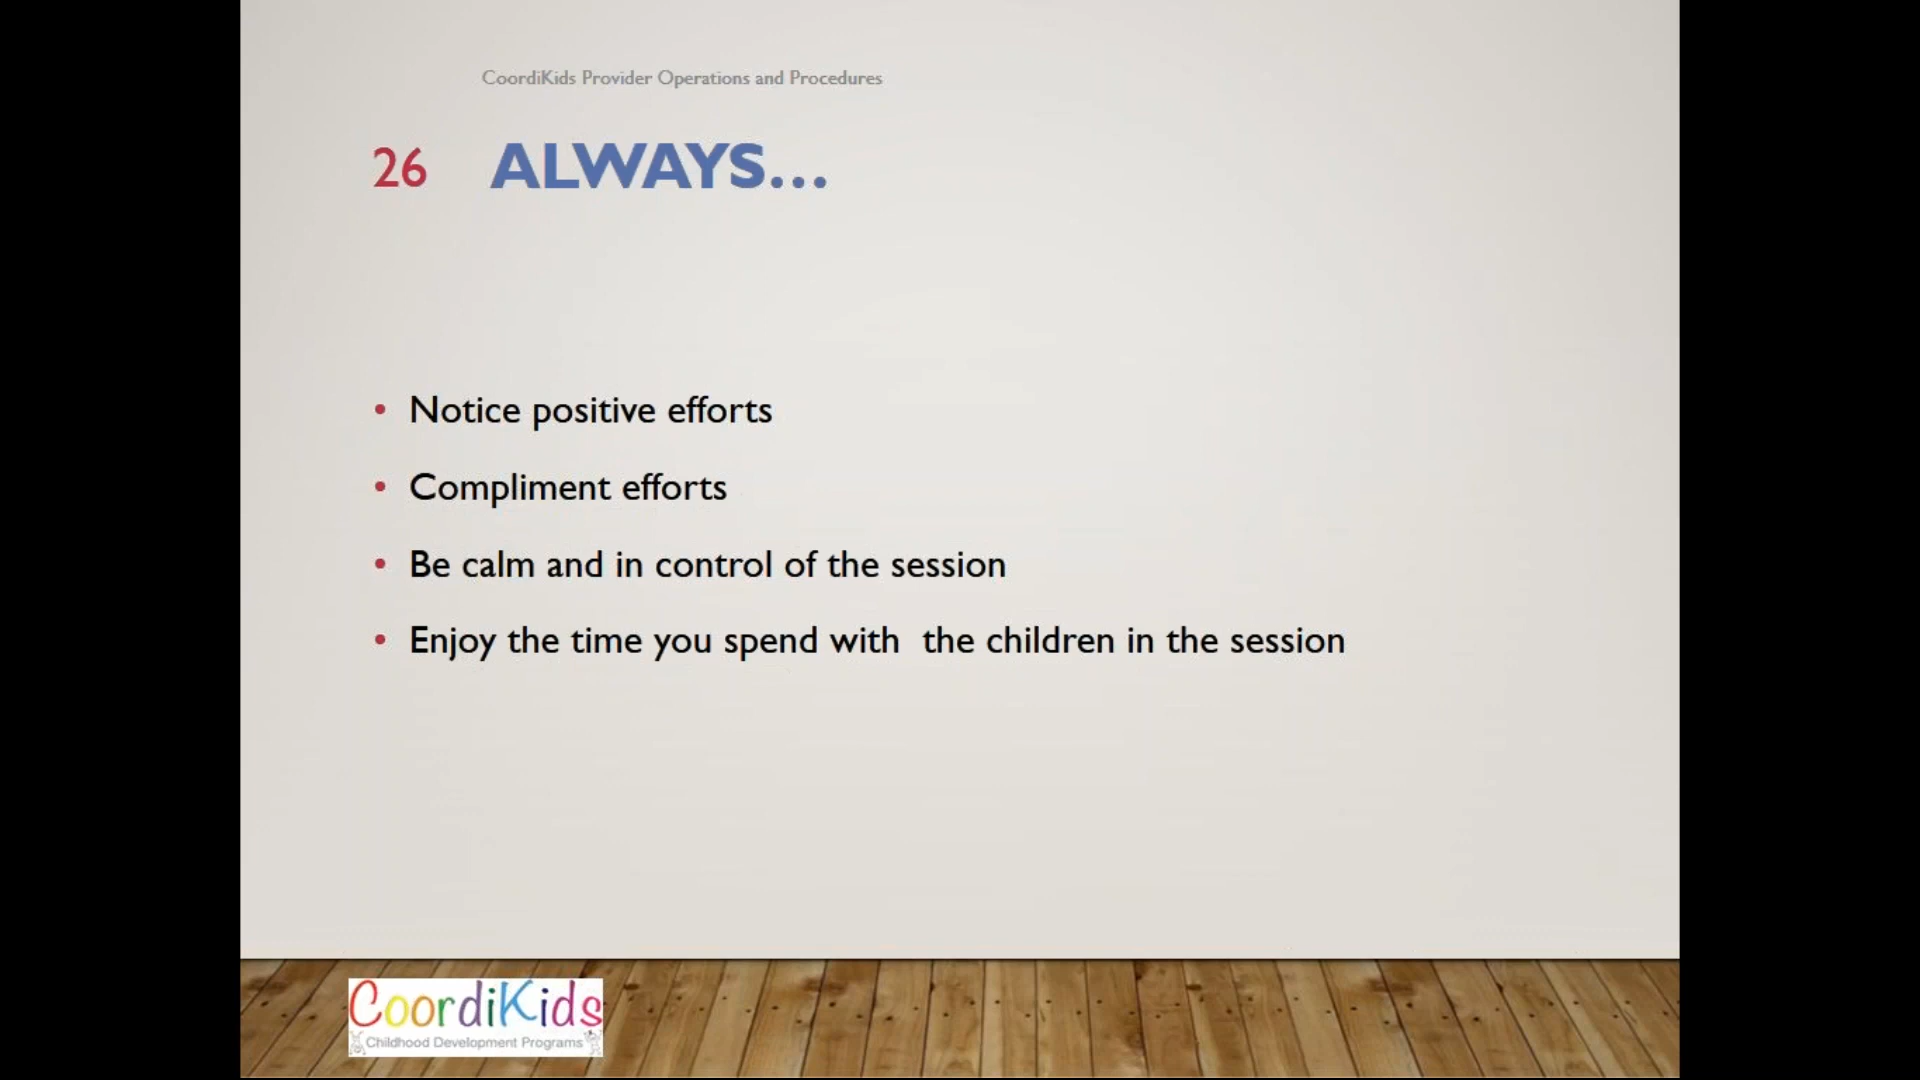 CoordiKids Provider Operations and Procedures
26 ALWAYS...
• Notice positive efforts
• Compliment efforts
• Be calm and in control of the session
• Enjoy the time you spend with  the children in the session
CoordiKids
Childhood Development Programs